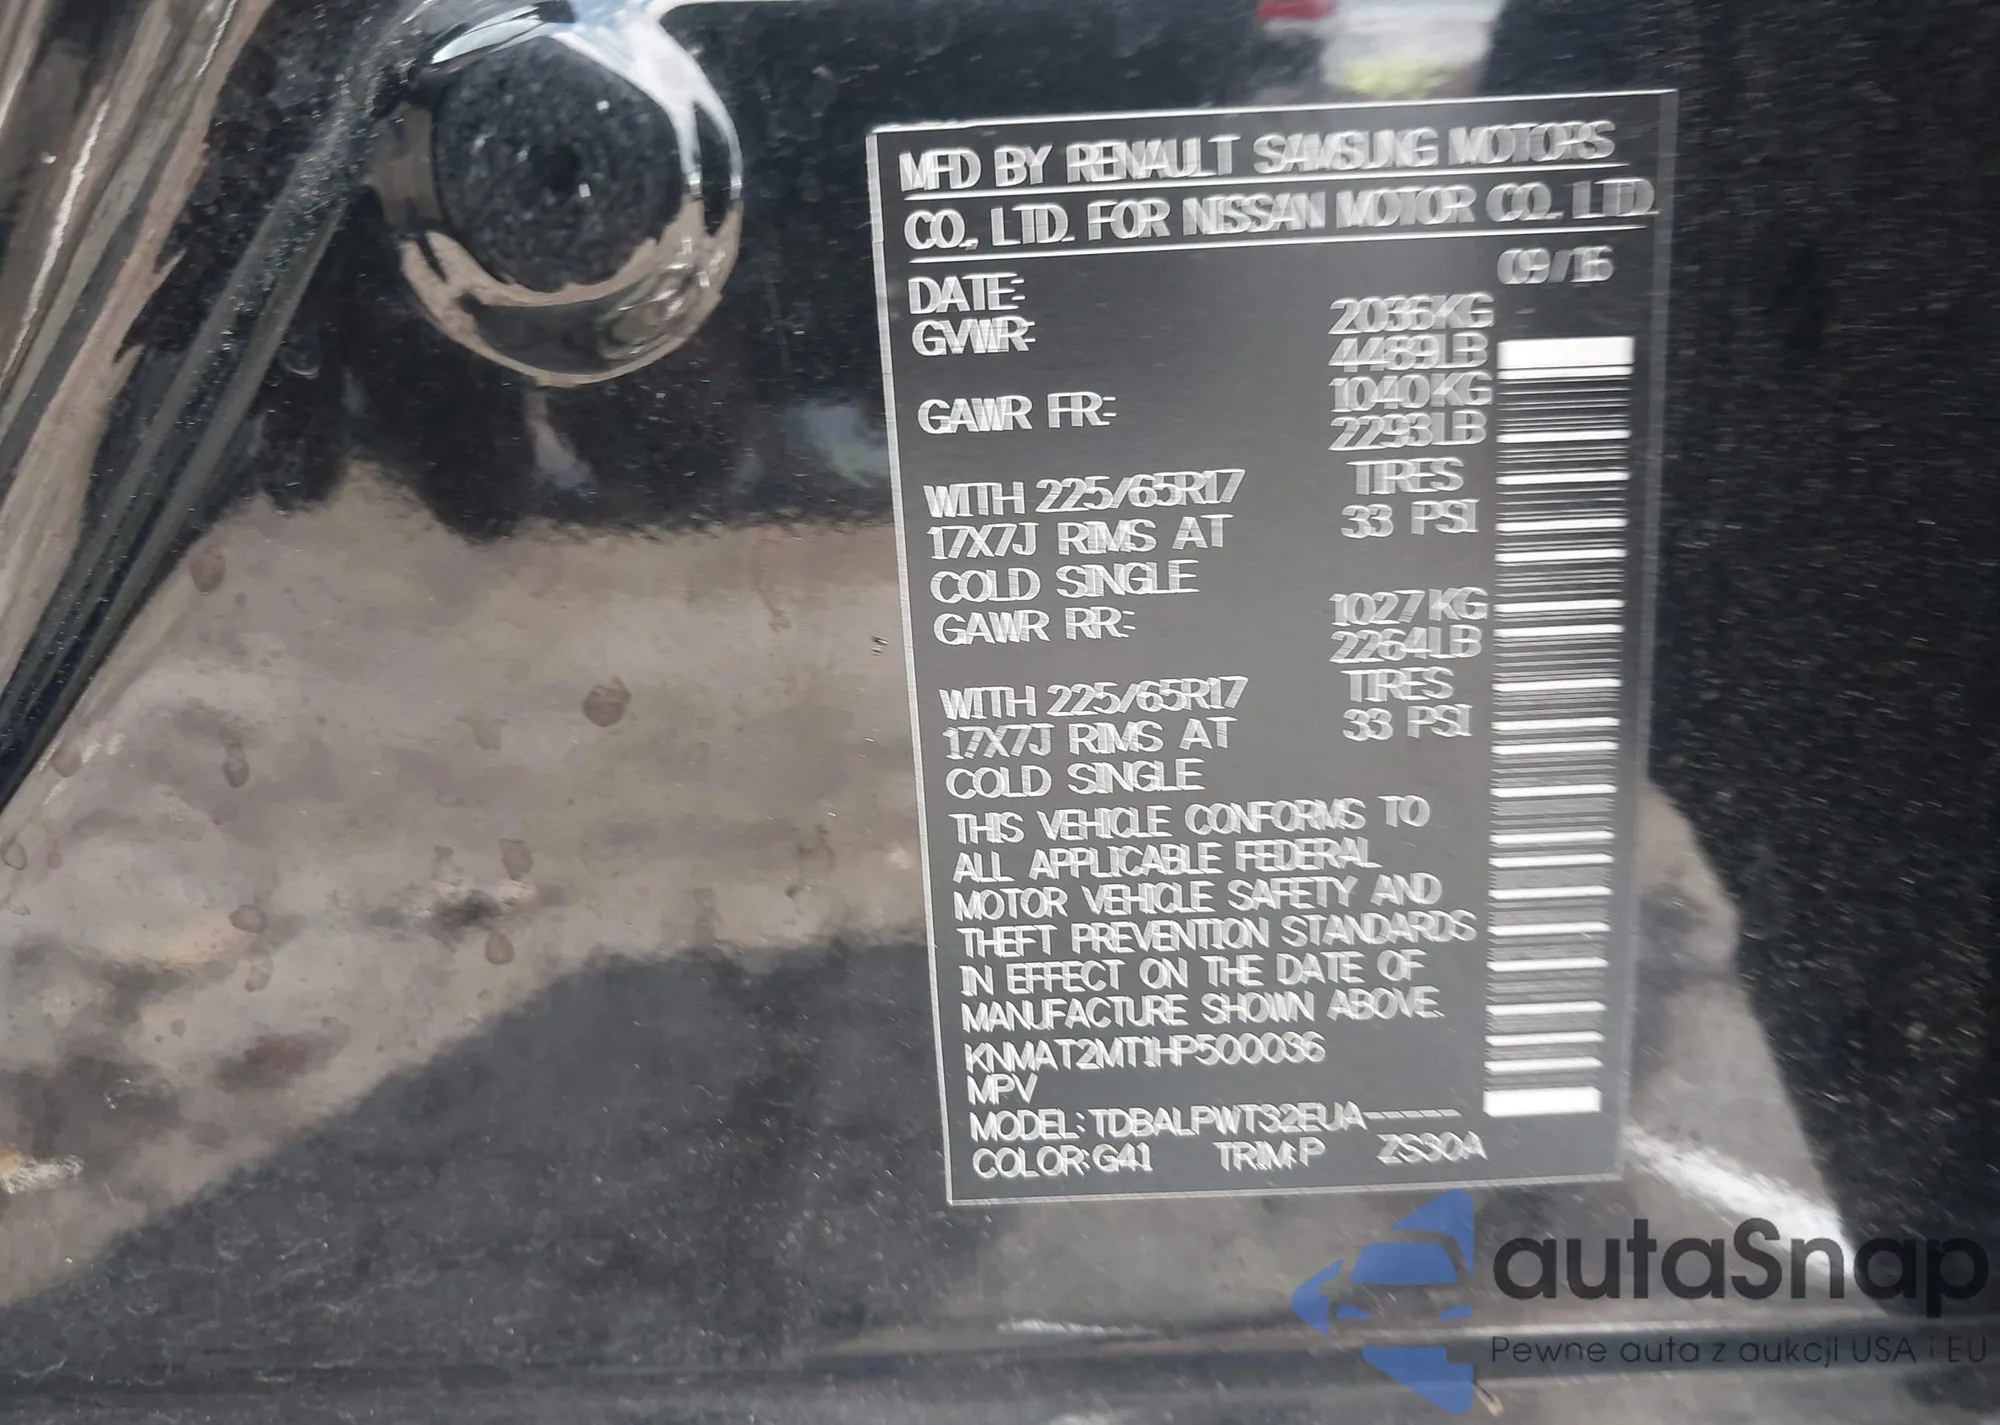 MFD BY RENAULT SAMSUNG MOTORS
CO., LTD. FOR NISSAN MOTOR CO., LTD.
DATE: 09/16
GVWR: 2036KG
4489LB
GAWR FR: 1040KG
2293LB
WITH 225/65R17 TIRES
17X7J RIMS AT 33 PSI
COLD SINGLE
GAWR RR: 1027KG
2264LB
WITH 225/65R17 TIRES
17X7J RIMS AT 33 PSI
COLD SINGLE
THIS VEHICLE CONFORMS TO
ALL APPLICABLE FEDERAL
MOTOR VEHICLE SAFETY AND
THEFT PREVENTION STANDARDS
IN EFFECT ON THE DATE OF
MANUFACTURE SHOWN ABOVE.
KNMAT2MT1HP500036
MPV
MODEL: TDBALPWT32EUA------
COLOR:G41 TRIM:P ZS30A
autaSnap
Pewne auta z aukcji USA i EU